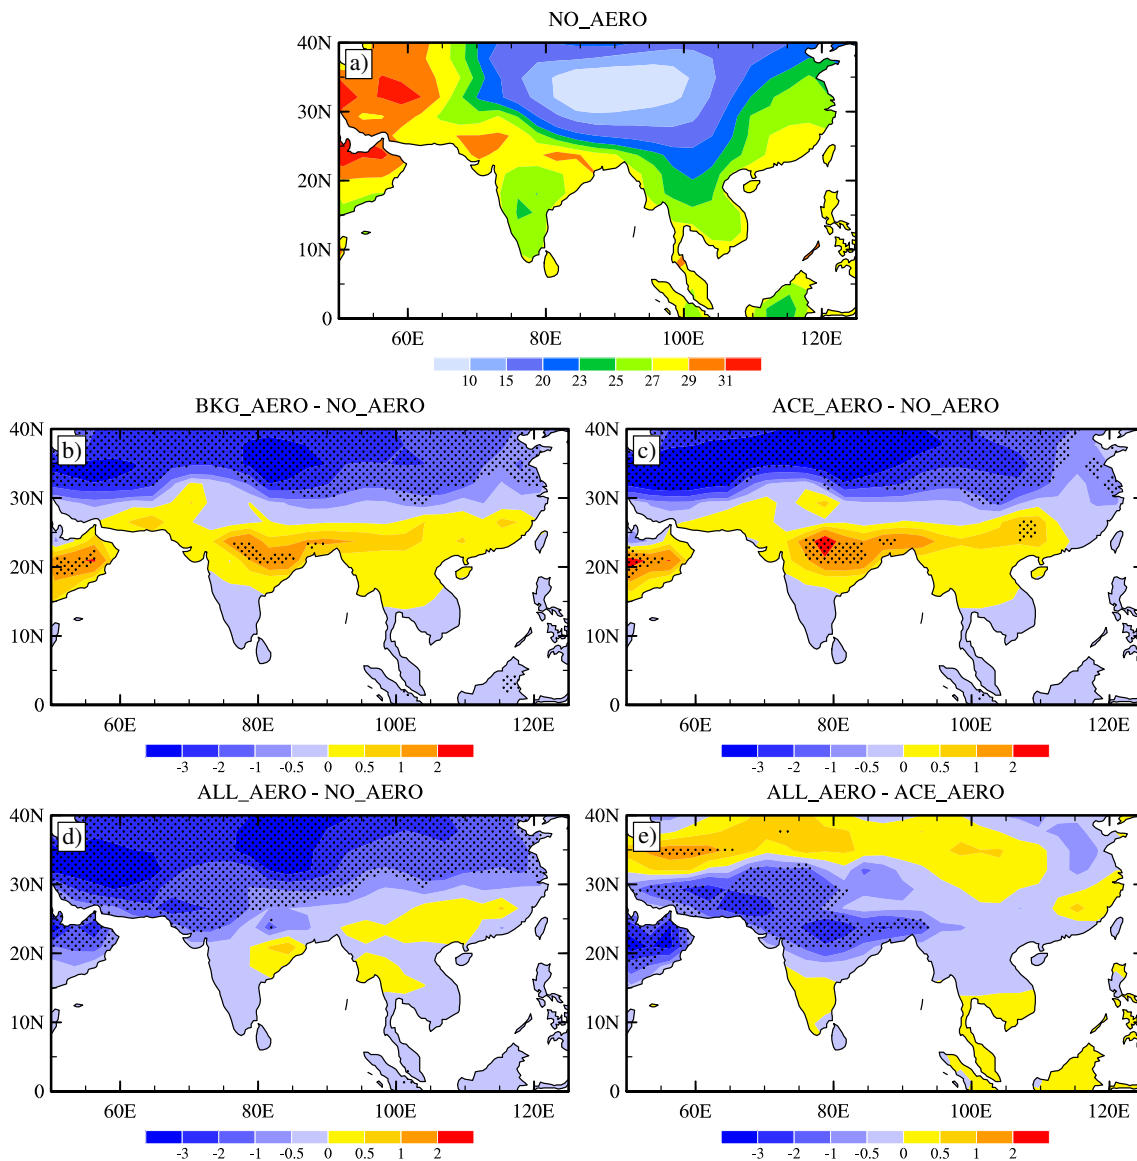 NO_AERO
a)
40N
30N
20N
10N
0
60E 80E 100E 120E
10 15 20 23 25 27 29 31
BKG_AERO - NO_AERO
b)
40N
30N
20N
10N
0
60E 80E 100E 120E
-3 -2 -1 -0.5 0 0.5 1 2
ACE_AERO - NO_AERO
c)
40N
30N
20N
10N
0
60E 80E 100E 120E
-3 -2 -1 -0.5 0 0.5 1 2
ALL_AERO - NO_AERO
d)
40N
30N
20N
10N
0
60E 80E 100E 120E
-3 -2 -1 -0.5 0 0.5 1 2
ALL_AERO - ACE_AERO
e)
40N
30N
20N
10N
0
60E 80E 100E 120E
-3 -2 -1 -0.5 0 0.5 1 2